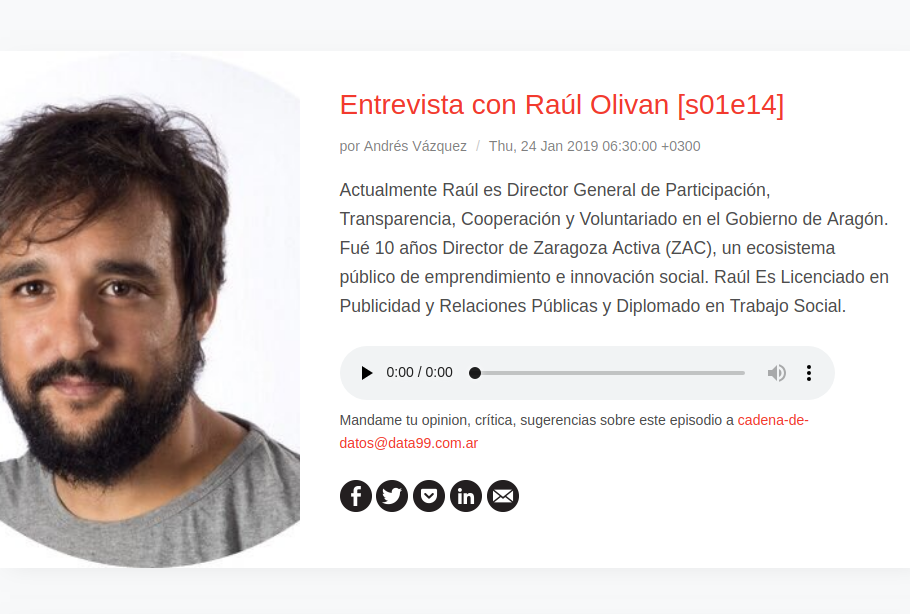 Entrevista con Raúl Olivan [s01e14]
por Andrés Vázquez / Thu, 24 Jan 2019 06:30:00 +0300
Actualmente Raúl es Director General de Participación,
Transparencia, Cooperación y Voluntariado en el Gobierno de Aragón.
Fué 10 años Director de Zaragoza Activa (ZAC), un ecosistema
público de emprendimiento e innovación social. Raúl Es Licenciado en
Publicidad y Relaciones Públicas y Diplomado en Trabajo Social.
0:00 / 0:00
Mandame tu opinion, crítica, sugerencias sobre este episodio a cadena-de-
datos@data99.com.ar